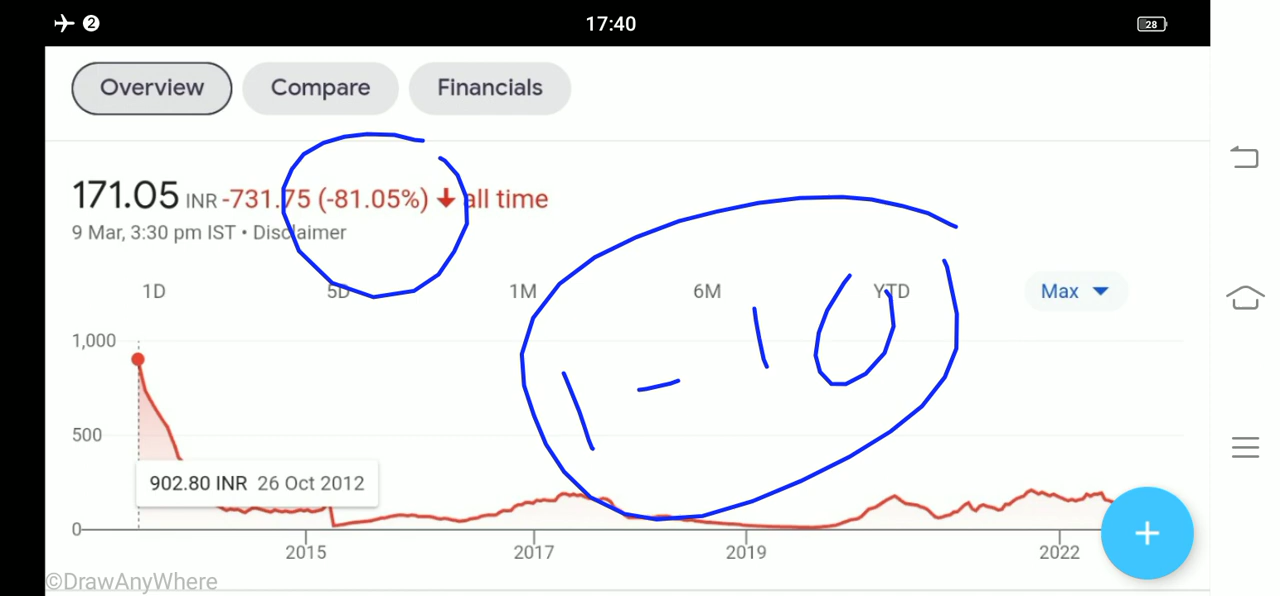 2 17:40 28
Overview Compare Financials
171.05 INR -731.75 (-81.05%) all time
9 Mar, 3:30 pm IST • Disclaimer
1D 5D 1M 6M YTD Max
1,000
1 - 10
500
902.80 INR 26 Oct 2012
0
2015 2017 2019 2022
+
©DrawAnyWhere